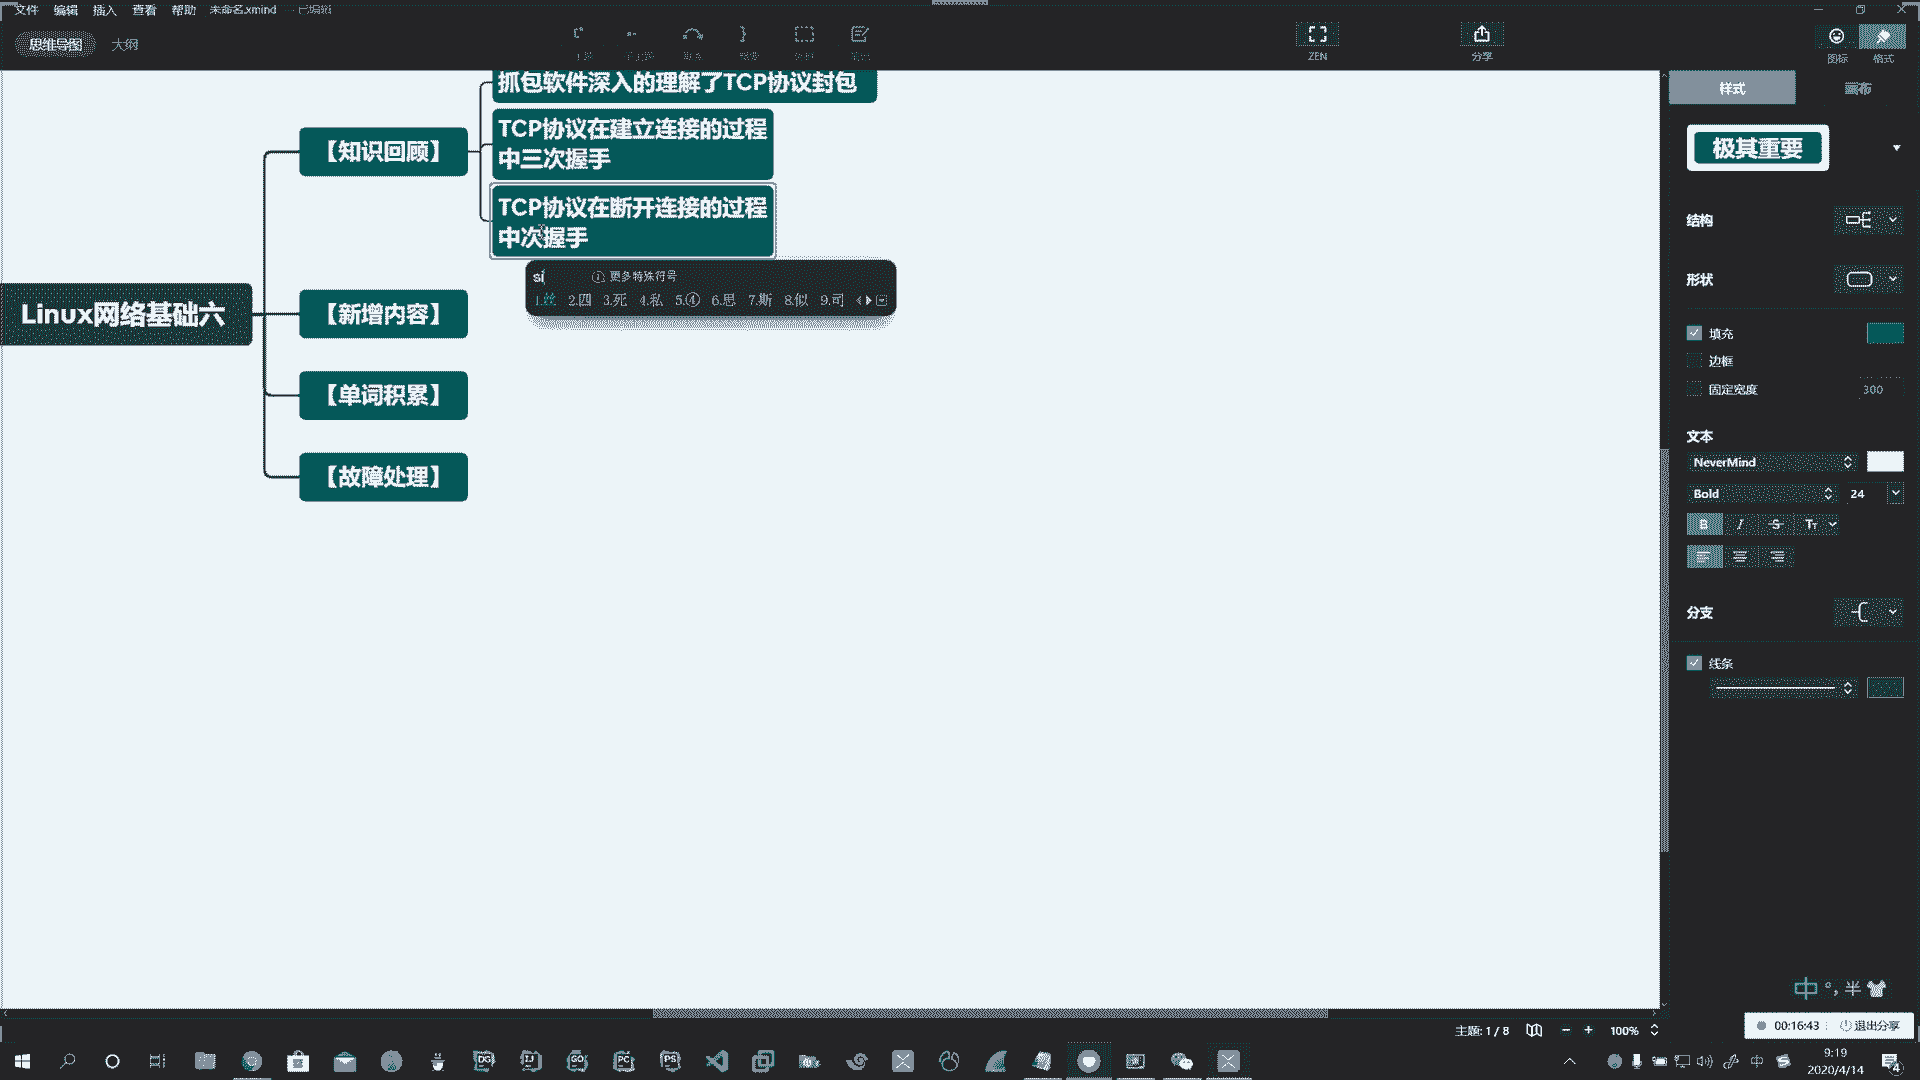 文件 编辑 插入 查看 帮助 未命名.xmind - 已编辑
思维导图 大纲
ZEN
分享
图标
格式
抓包软件深入的理解了TCP协议封包
TCP协议在建立连接的过程
中三次握手
TCP协议在断开连接的过程
中次握手
【知识回顾】
si
更多特殊符号
1.丝 2.四 3.死 4.私 5.④ 6.思 7.斯 8.似 9.司
Linux网络基础六
【新增内容】
【单词积累】
【故障处理】
样式 画布
极其重要
结构
形状
填充
边框
固定宽度 300
文本
NeverMind
Bold 24
B I S Tт
分支
线条
中 °, 半
主题: 1 / 8 100%
00:16:43 退出分享
DG IJ GO PC PS
中
9:19
2020/4/14
4